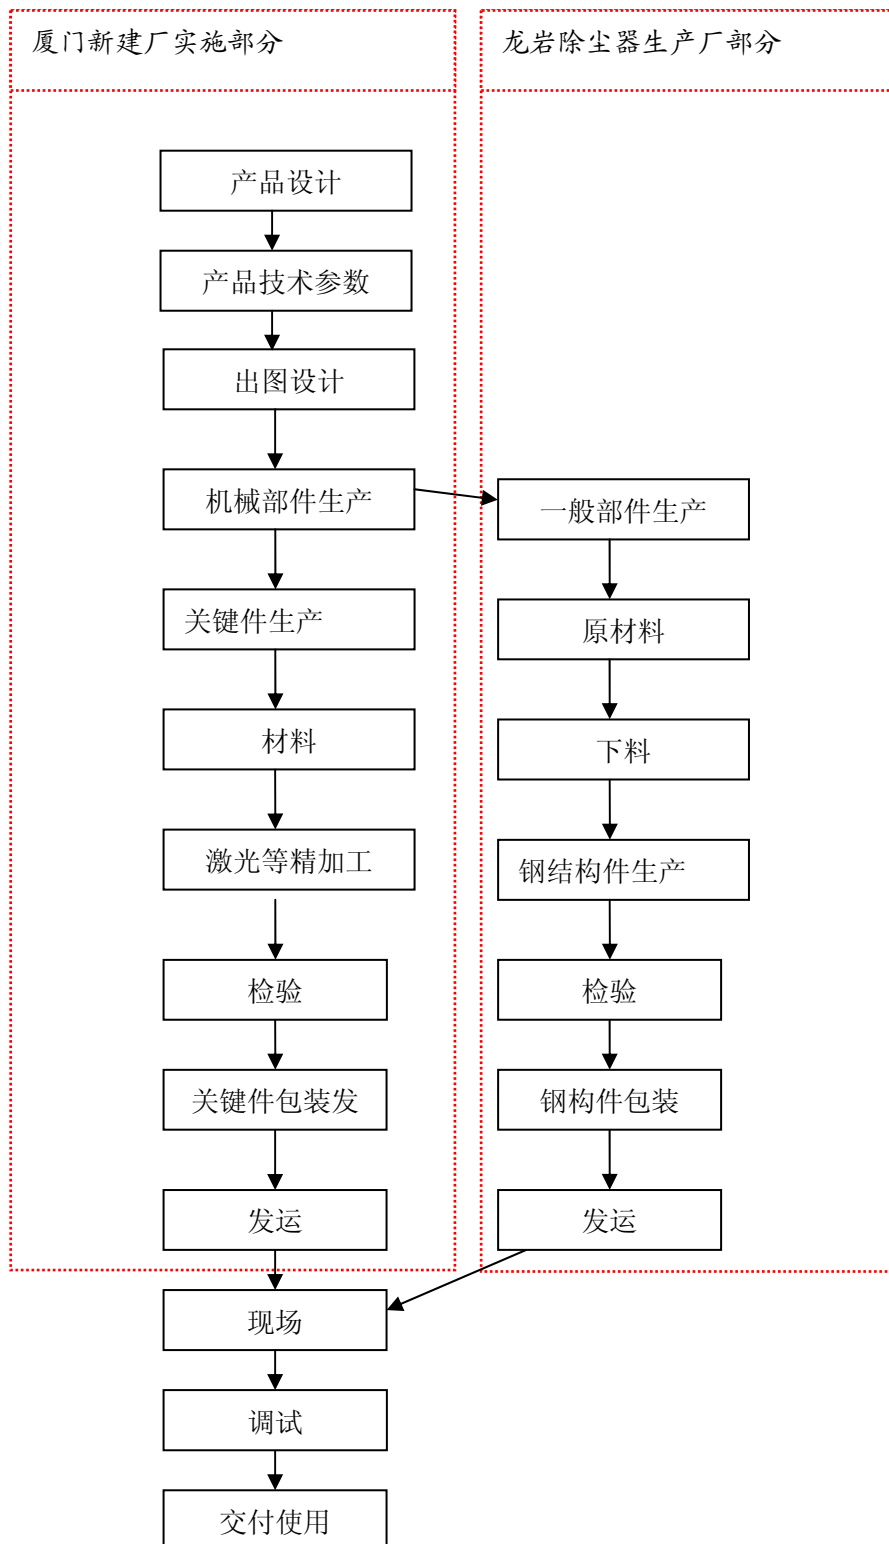 厦门新建厂实施部分
龙岩除尘器生产厂部分
产品设计
产品技术参数
出图设计
机械部件生产
一般部件生产
关键件生产
原材料
材料
下料
激光等精加工
钢结构件生产
检验
检验
关键件包装发
钢构件包装
发运
发运
现场
调试
交付使用